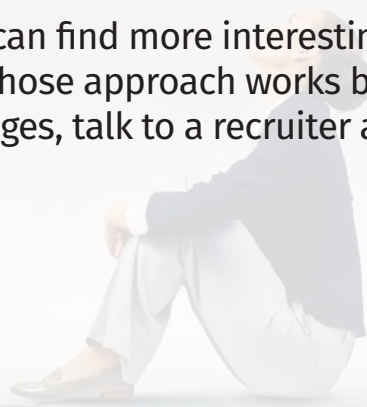 can find more interestin
hose approach works b
ges, talk to a recruiter a